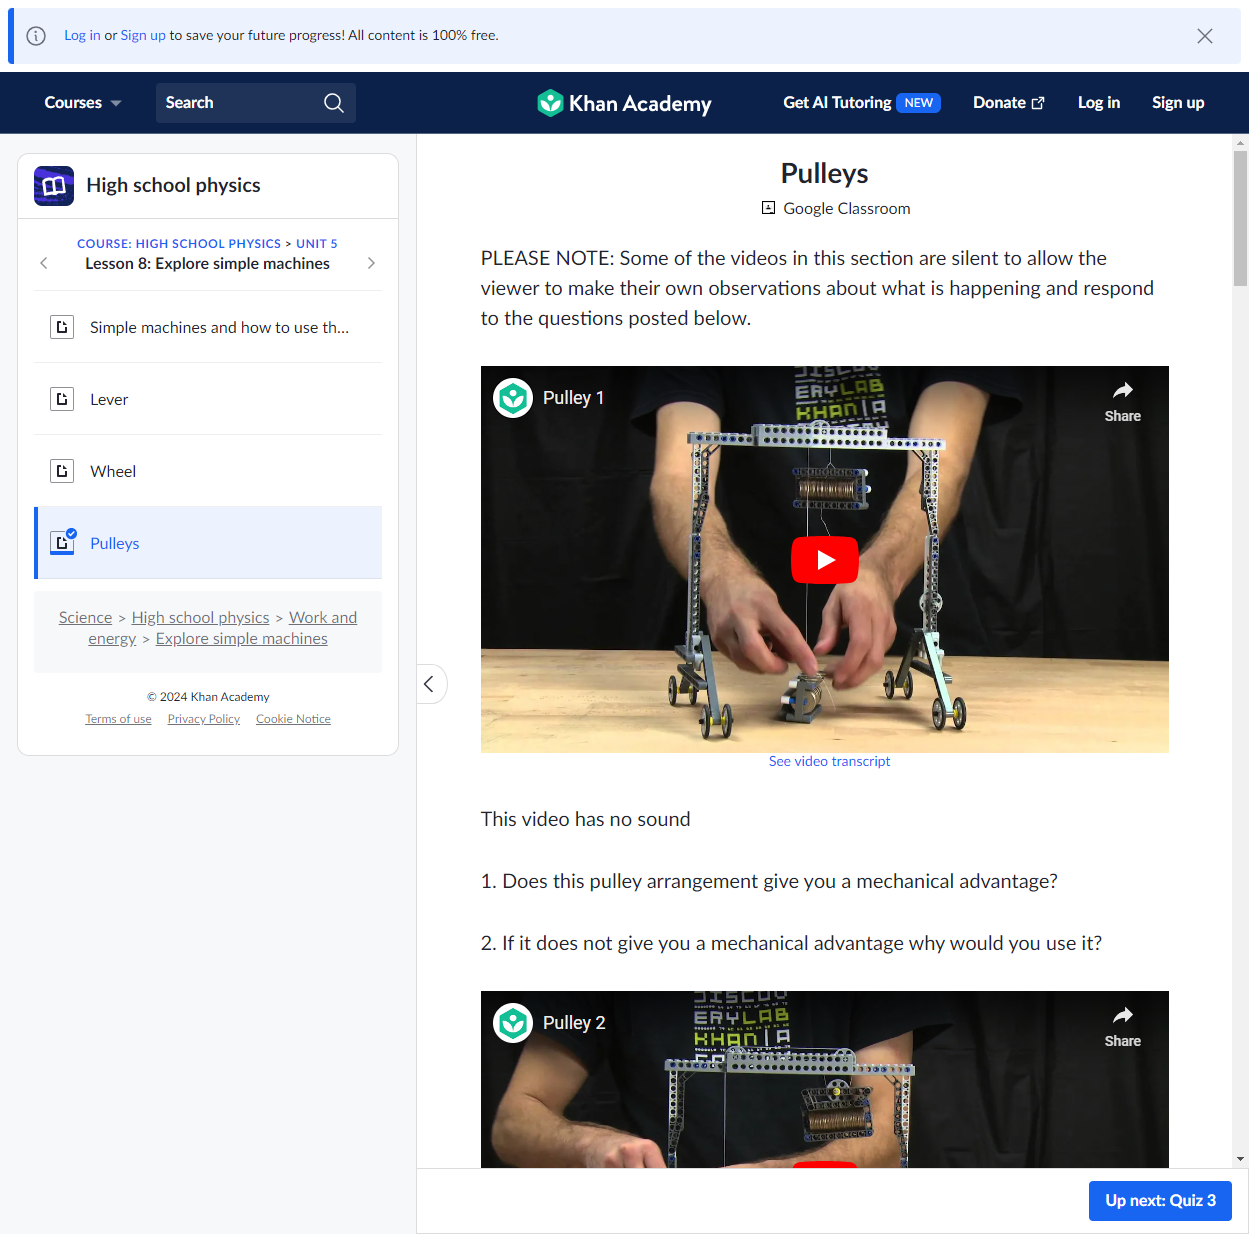 Log in or Sign up to save your future progress! All content is 100% free.
Courses
Search
Khan Academy
Get AI Tutoring NEW
Donate
Log in
Sign up
High school physics
COURSE: HIGH SCHOOL PHYSICS > UNIT 5
Lesson 8: Explore simple machines
Simple machines and how to use th...
Lever
Wheel
Pulleys
Science > High school physics > Work and
energy > Explore simple machines
© 2024 Khan Academy
Terms of use Privacy Policy Cookie Notice
Pulleys
Google Classroom
PLEASE NOTE: Some of the videos in this section are silent to allow the
viewer to make their own observations about what is happening and respond
to the questions posted below.
Pulley 1
Share
DISCOV
ERYLAB
KHAN|A
See video transcript
This video has no sound
1. Does this pulley arrangement give you a mechanical advantage?
2. If it does not give you a mechanical advantage why would you use it?
Pulley 2
Share
DISCOV
ERYLAB
KHAN|A
Up next: Quiz 3